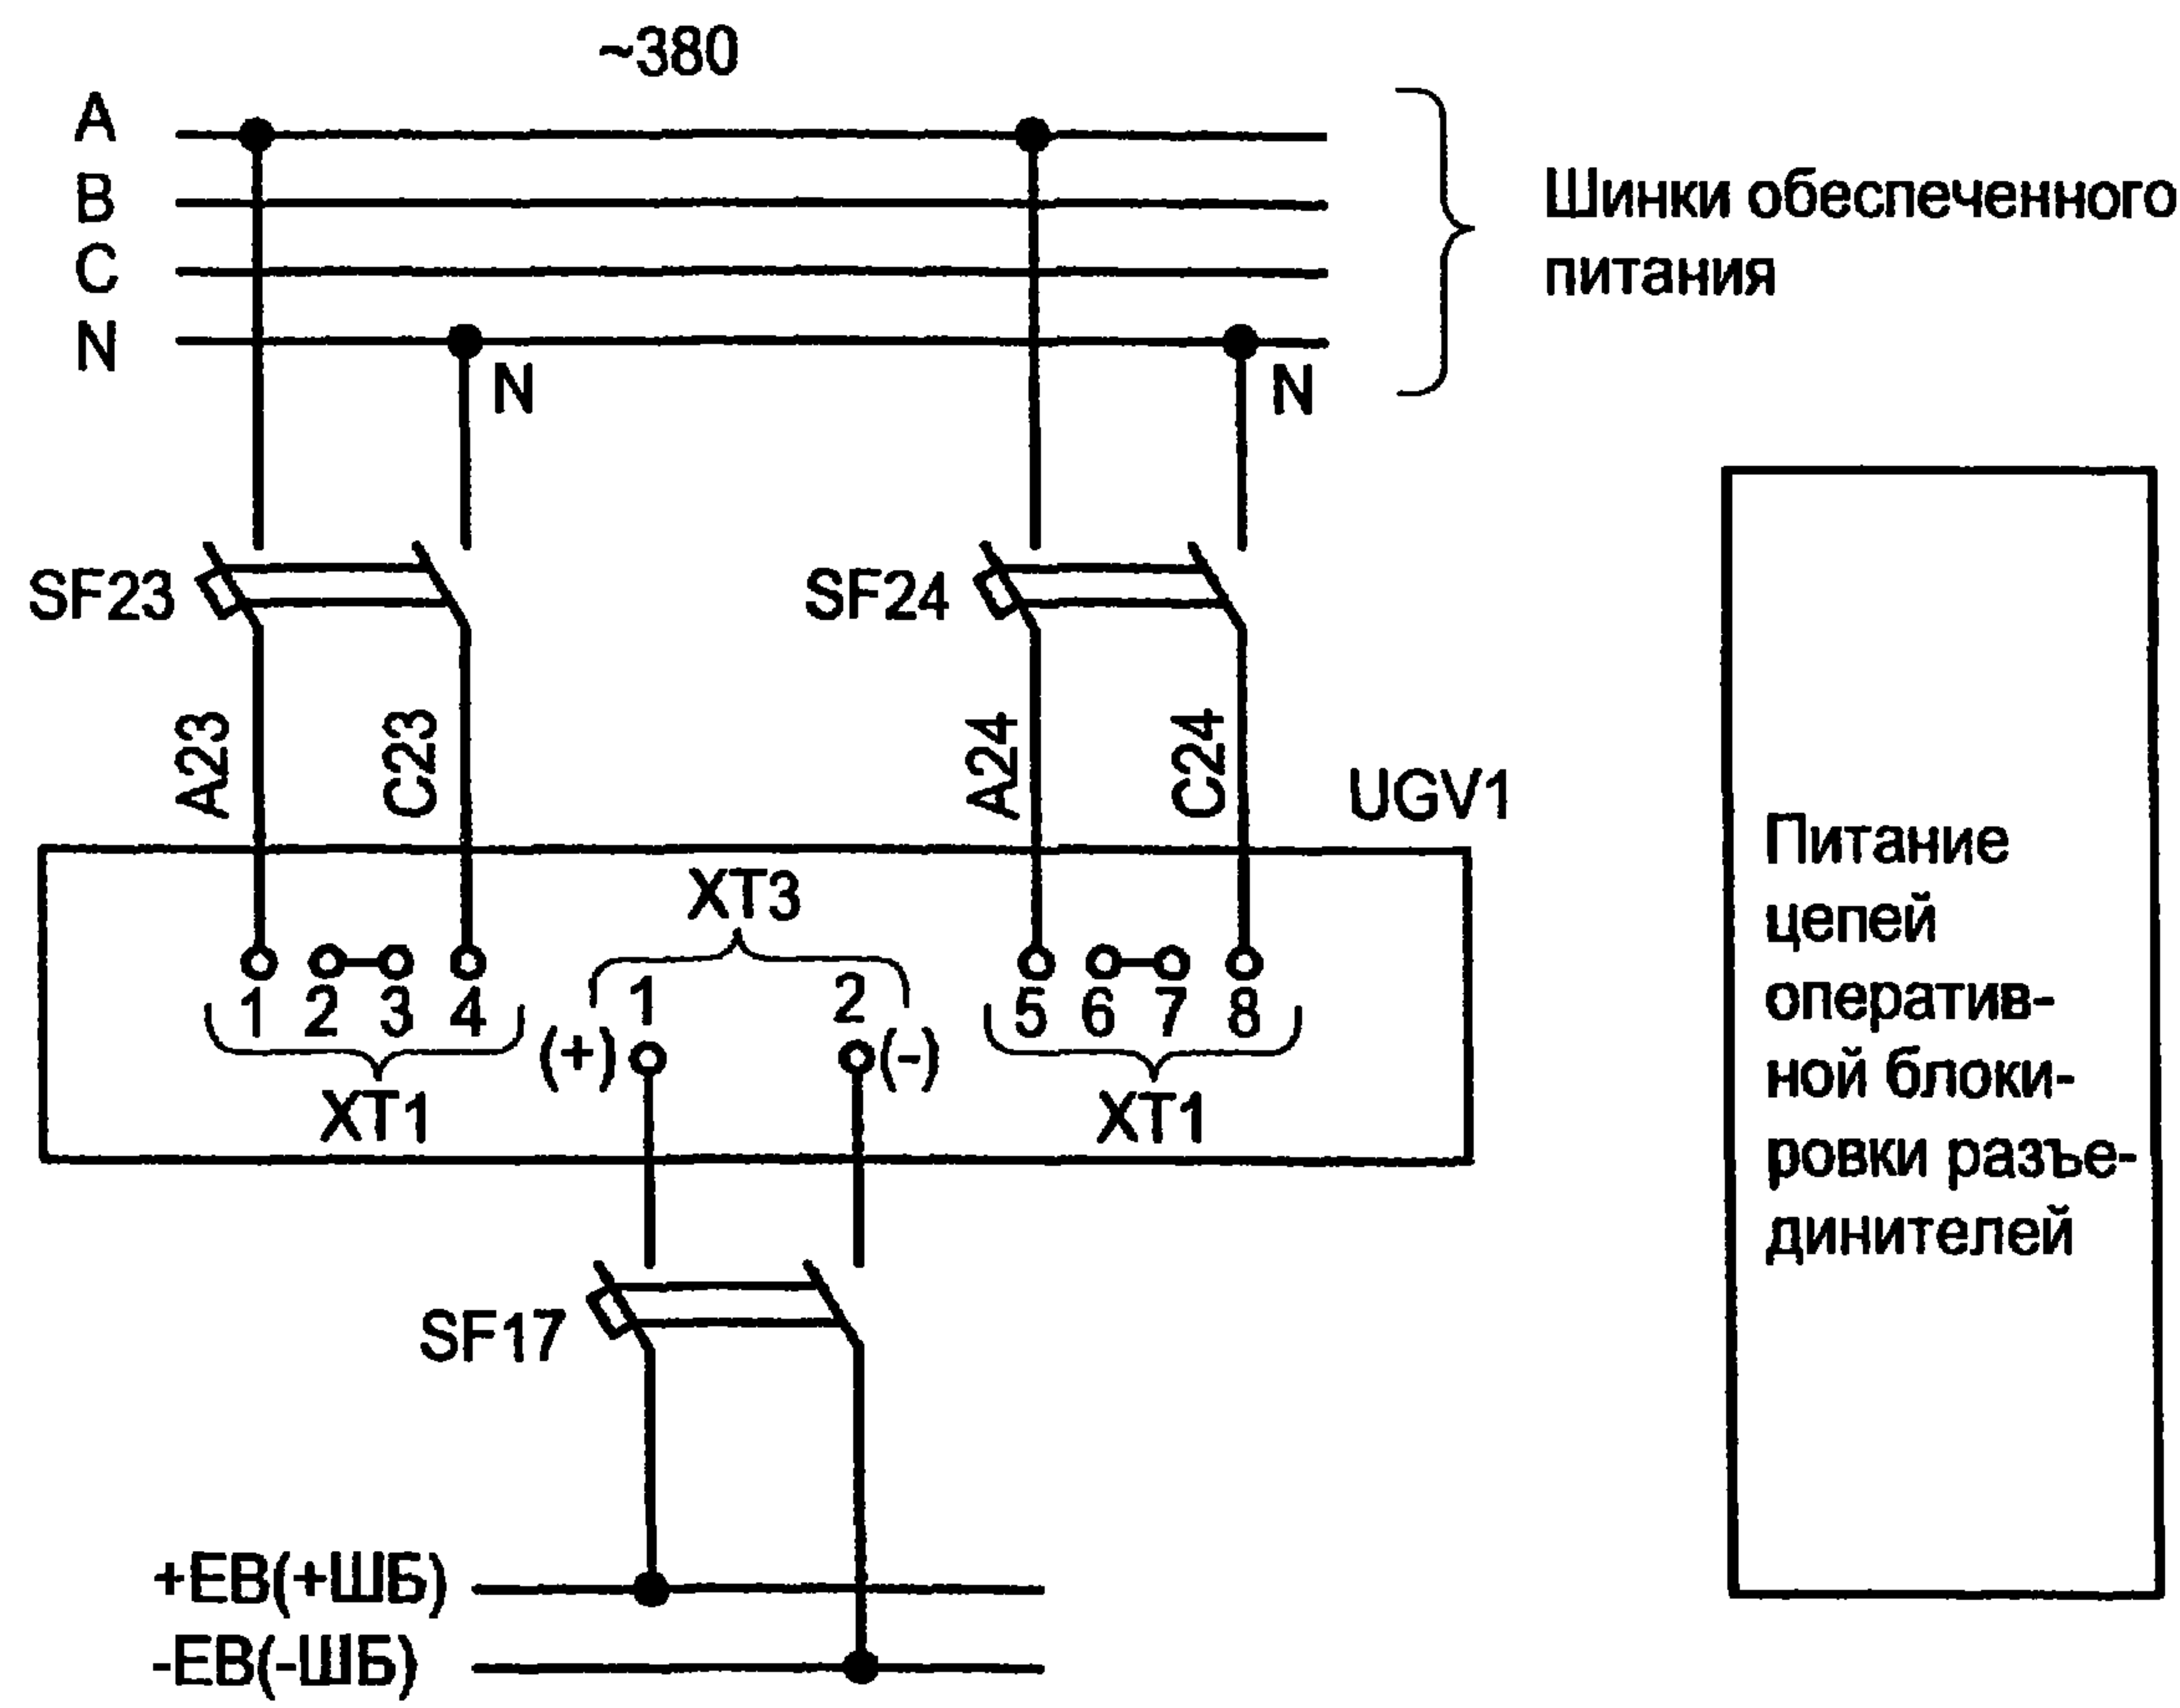 ~380
A
B
C
N
Шинки обеспеченного
питания
N
N
SF23
SF24
A23
C23
A24
C24
UGV1
XT3
1
2
3
4
1
2
5
6
7
8
(+)
(-)
XT1
XT1
Питание
цепей
оператив-
ной блоки-
ровки разъе-
динителей
SF17
+EB(+ШБ)
-EB(-ШБ)